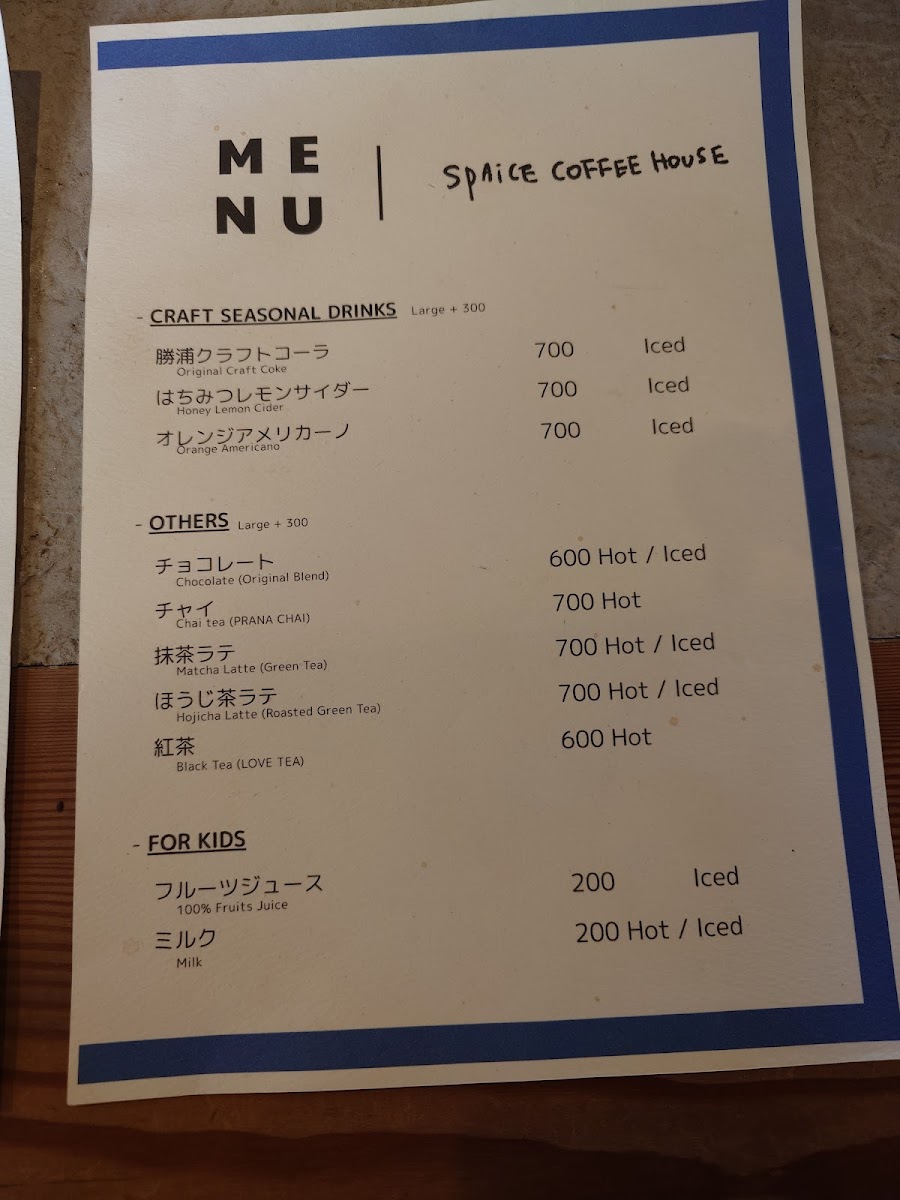 ME
NU
SPAiCE COFFEE HOUSE
- CRAFT SEASONAL DRINKS Large + 300
勝浦クラフトコーラ 700 Iced
Original Craft Coke
はちみつレモンサイダー 700 Iced
Honey Lemon Cider
オレンジアメリカーノ 700 Iced
Orange Americano
- OTHERS Large + 300
チョコレート 600 Hot / Iced
Chocolate (Original Blend)
チャイ 700 Hot
Chai tea (PRANA CHAI)
抹茶ラテ 700 Hot / Iced
Matcha Latte (Green Tea)
ほうじ茶ラテ 700 Hot / Iced
Hojicha Latte (Roasted Green Tea)
紅茶 600 Hot
Black Tea (LOVE TEA)
- FOR KIDS
フルーツジュース 200 Iced
100% Fruits Juice
ミルク 200 Hot / Iced
Milk